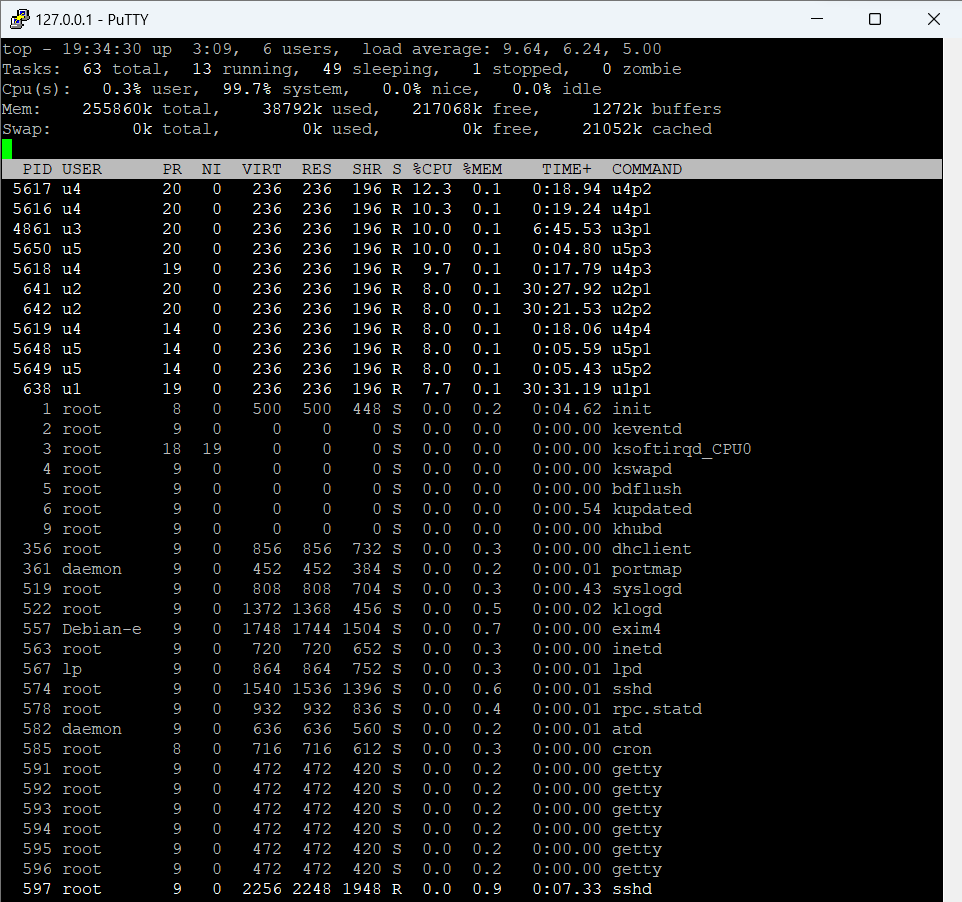 127.0.0.1 - PuTTY
top - 19:34:30 up  3:09,  6 users,  load average: 9.64, 6.24, 5.00
Tasks:  63 total,  13 running,  49 sleeping,   1 stopped,   0 zombie
Cpu(s):   0.3% user,  99.7% system,   0.0% nice,   0.0% idle
Mem:    255860k total,    38792k used,   217068k free,     1272k buffers
Swap:        0k total,        0k used,        0k free,    21052k cached
  PID USER      PR  NI  VIRT  RES  SHR S %CPU %MEM    TIME+  COMMAND
 5617 u4        20   0   236  236  196 R 12.3  0.1   0:18.94 u4p2
 5616 u4        20   0   236  236  196 R 10.3  0.1   0:19.24 u4p1
 4861 u3        20   0   236  236  196 R 10.0  0.1   6:45.53 u3p1
 5650 u5        20   0   236  236  196 R 10.0  0.1   0:04.80 u5p3
 5618 u4        19   0   236  236  196 R  9.7  0.1   0:17.79 u4p3
  641 u2        20   0   236  236  196 R  8.0  0.1  30:27.92 u2p1
  642 u2        20   0   236  236  196 R  8.0  0.1  30:21.53 u2p2
 5619 u4        14   0   236  236  196 R  8.0  0.1   0:18.06 u4p4
 5648 u5        14   0   236  236  196 R  8.0  0.1   0:05.59 u5p1
 5649 u5        14   0   236  236  196 R  8.0  0.1   0:05.43 u5p2
  638 u1        19   0   236  236  196 R  7.7  0.1  30:31.19 u1p1
    1 root       8   0   500  500  448 S  0.0  0.2   0:04.62 init
    2 root       9   0     0    0    0 S  0.0  0.0   0:00.00 keventd
    3 root      18  19     0    0    0 S  0.0  0.0   0:00.00 ksoftirqd_CPU0
    4 root       9   0     0    0    0 S  0.0  0.0   0:00.00 kswapd
    5 root       9   0     0    0    0 S  0.0  0.0   0:00.00 bdflush
    6 root       9   0     0    0    0 S  0.0  0.0   0:00.54 kupdated
    9 root       9   0     0    0    0 S  0.0  0.0   0:00.00 khubd
  356 root       9   0   856  856  732 S  0.0  0.3   0:00.00 dhclient
  361 daemon     9   0   452  452  384 S  0.0  0.2   0:00.01 portmap
  519 root       9   0   808  808  704 S  0.0  0.3   0:00.43 syslogd
  522 root       9   0  1372 1368  456 S  0.0  0.5   0:00.02 klogd
  557 Debian-e   9   0  1748 1744 1504 S  0.0  0.7   0:00.00 exim4
  563 root       9   0   720  720  652 S  0.0  0.3   0:00.00 inetd
  567 lp         9   0   864  864  752 S  0.0  0.3   0:00.01 lpd
  574 root       9   0  1540 1536 1396 S  0.0  0.6   0:00.01 sshd
  578 root       9   0   932  932  836 S  0.0  0.4   0:00.01 rpc.statd
  582 daemon     9   0   636  636  560 S  0.0  0.2   0:00.01 atd
  585 root       8   0   716  716  612 S  0.0  0.3   0:00.00 cron
  591 root       9   0   472  472  420 S  0.0  0.2   0:00.00 getty
  592 root       9   0   472  472  420 S  0.0  0.2   0:00.00 getty
  593 root       9   0   472  472  420 S  0.0  0.2   0:00.00 getty
  594 root       9   0   472  472  420 S  0.0  0.2   0:00.00 getty
  595 root       9   0   472  472  420 S  0.0  0.2   0:00.00 getty
  596 root       9   0   472  472  420 S  0.0  0.2   0:00.00 getty
  597 root       9   0  2256 2248 1948 R  0.0  0.9   0:07.33 sshd